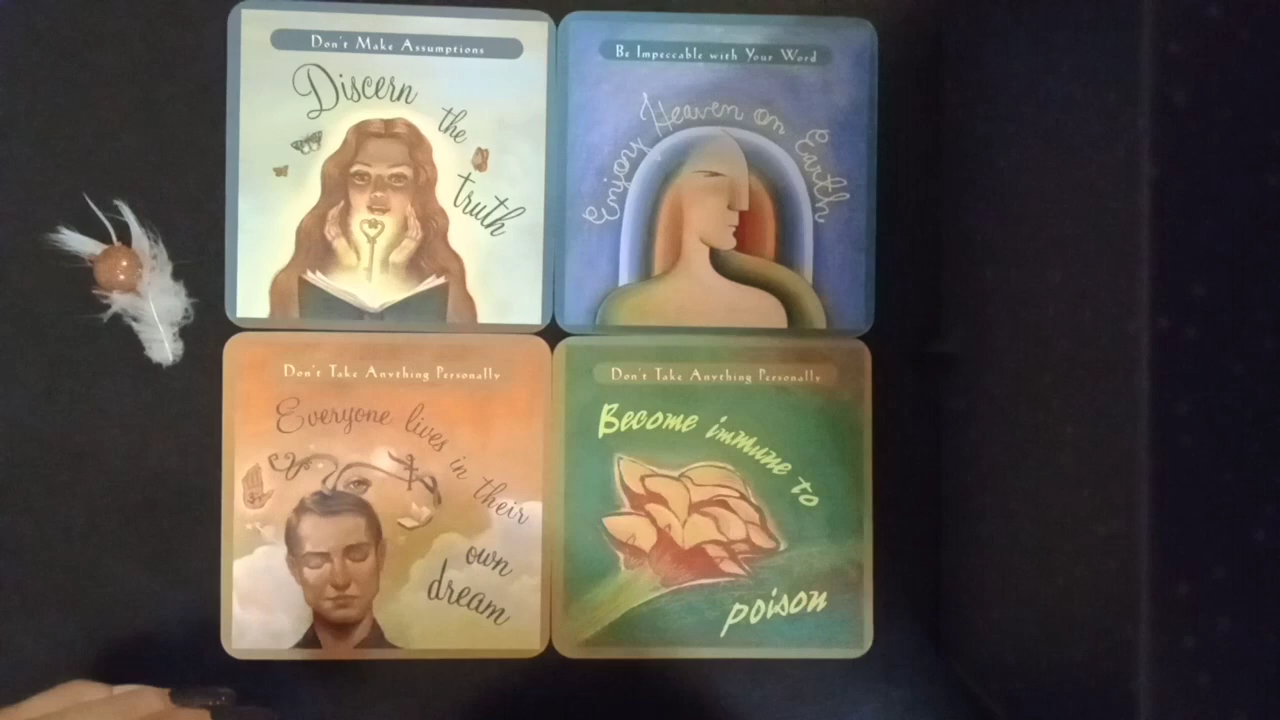 Don't Make Assumptions
Discern the truth
Be Impeccable with Your Word
Enjoy Heaven on Earth
Don't Take Anything Personally
Everyone lives in their
own
dream
Don't Take Anything Personally
Become immune to
poison